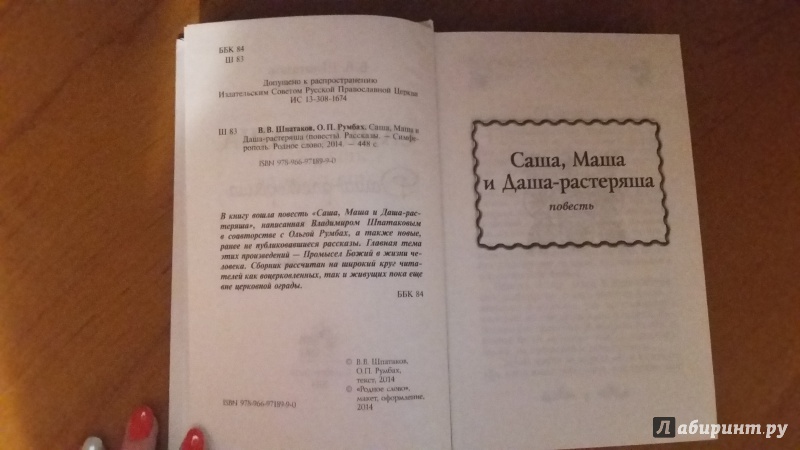 ББК 84
Ш 83
Допущено к распространению
Издательским Советом Русской Православной Церкви
ИС 13-308-1674
Ш 83 В. В. Шпатаков, О. П. Румбах, Саша, Маша и
Даша-растеряша (повесть). Рассказы. — Симфе-
рополь. Родное слово, 2014. — 448 с.
ISBN 978-966-97189-9-0
В книгу вошла повесть «Саша, Маша и Даша-рас-
теряша», написанная Владимиром Шпатаковым
в соавторстве с Ольгой Румбах, а также новые,
ранее не публиковавшиеся рассказы. Главная тема
этих произведений — Промысел Божий в жизни че-
ловека. Сборник рассчитан на широкий круг чита-
телей как воцерковленных, так и живущих пока еще
вне церковной ограды.
ББК 84
© В.В. Шпатаков,
О.П. Румбах,
текст, 2014
© «Родное слово»,
макет, оформление,
2014
ISBN 978-966-97189-9-0
Саша, Маша
и Даша-растеряша
повесть
Лабиринт.ру